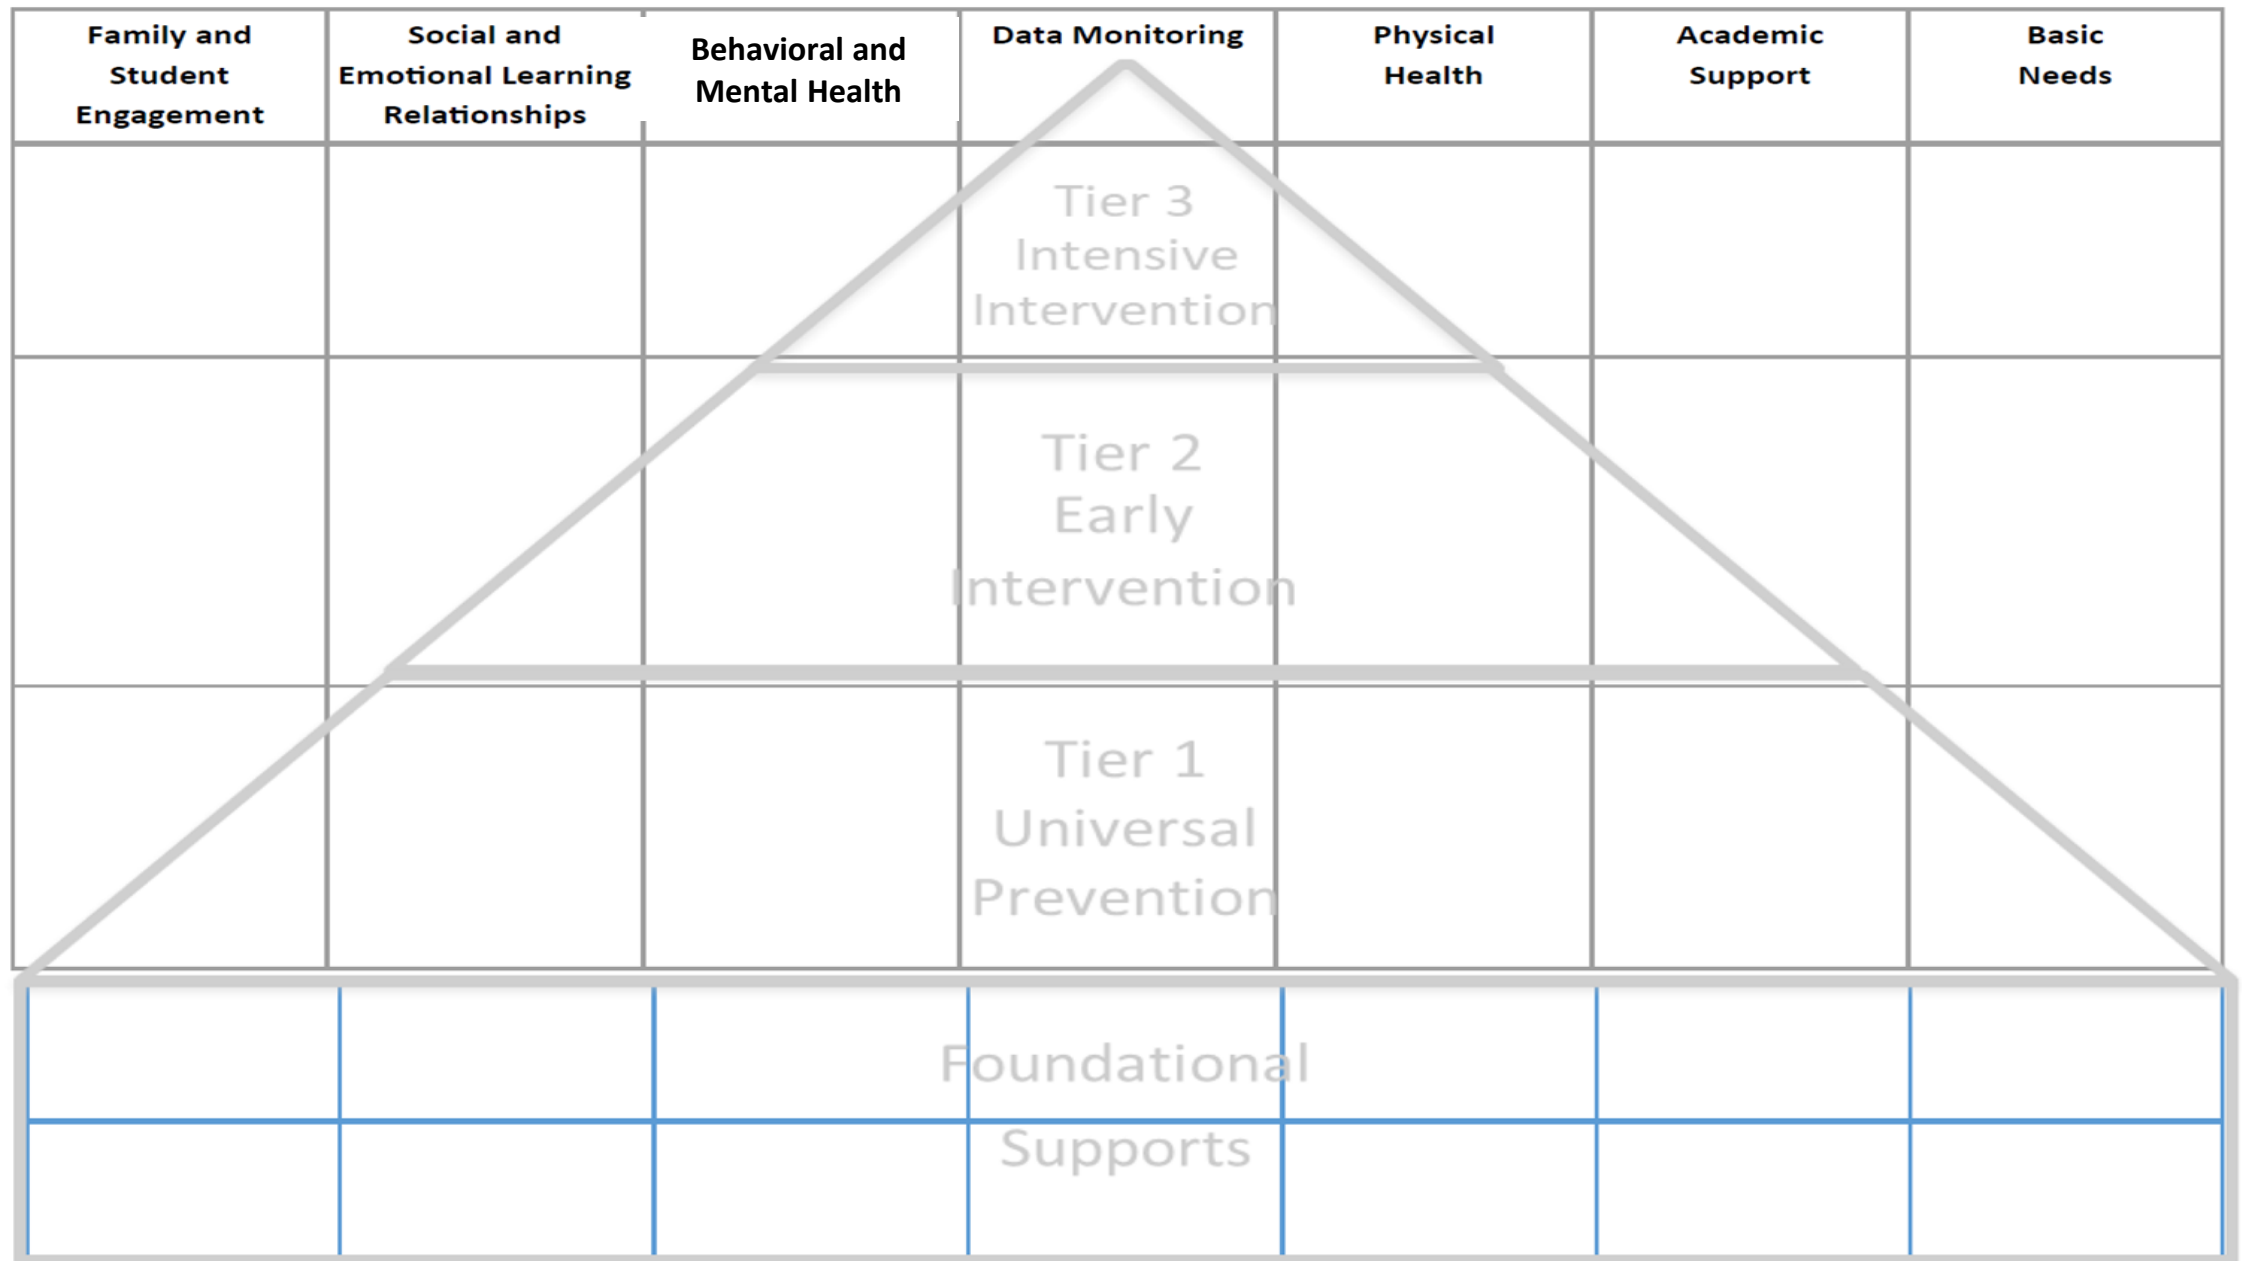 Family and
Student
Engagement
Social and
Emotional Learning
Relationships
Behavioral and
Mental Health
Data Monitoring
Physical
Health
Academic
Support
Basic
Needs
Tier 3
Intensive
Intervention
Tier 2
Early
Intervention
Tier 1
Universal
Prevention
Foundational
Supports